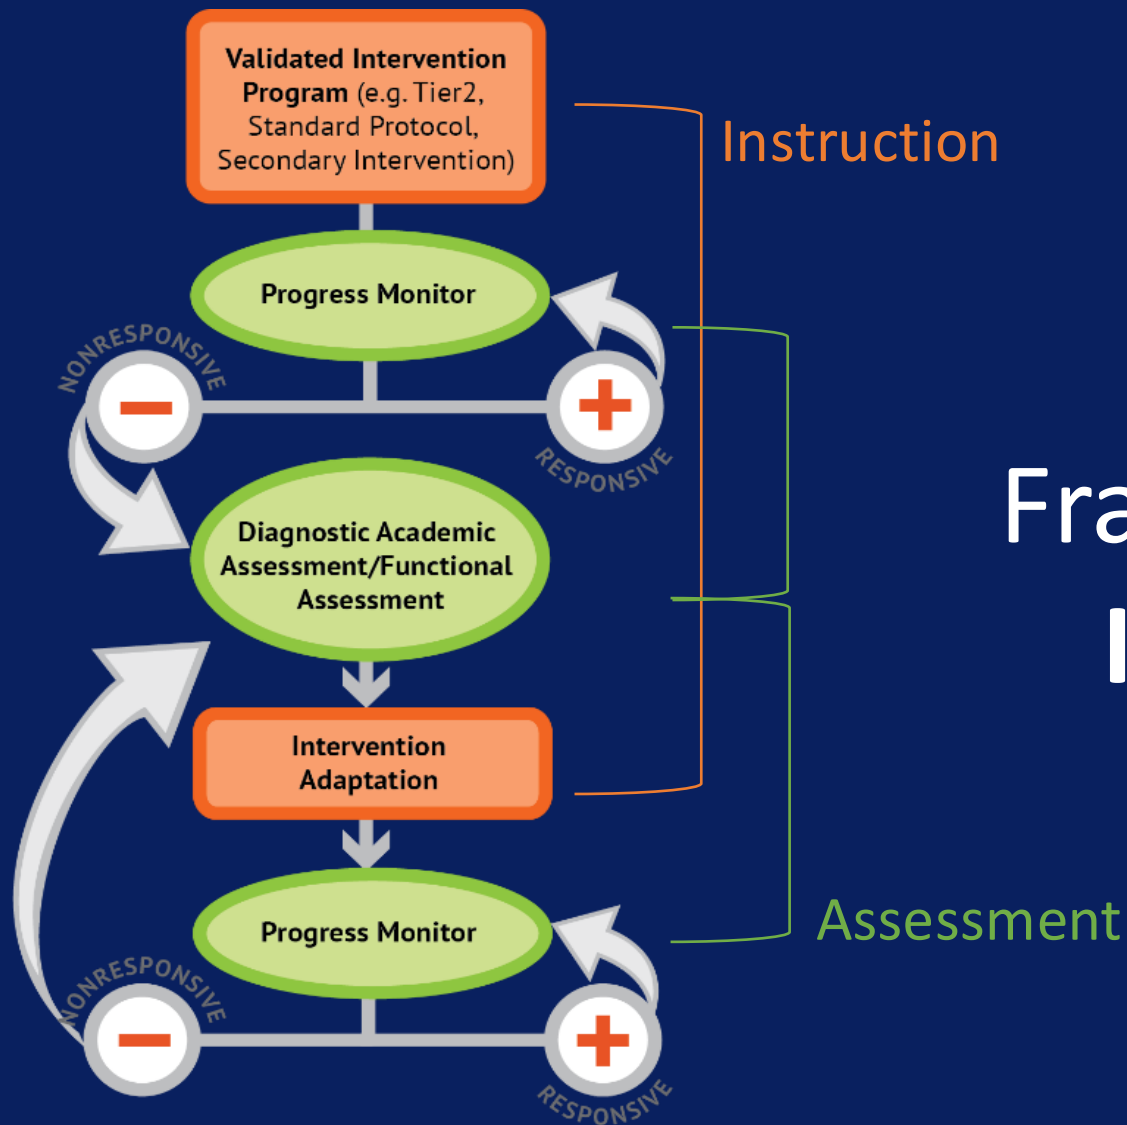 Validated Intervention
Program (e.g. Tier2,
Standard Protocol,
Secondary Intervention)
Instruction
Progress Monitor
NONRESPONSIVE
RESPONSIVE
Diagnostic Academic
Assessment/Functional
Assessment
Intervention
Adaptation
Progress Monitor
Assessment
NONRESPONSIVE
RESPONSIVE